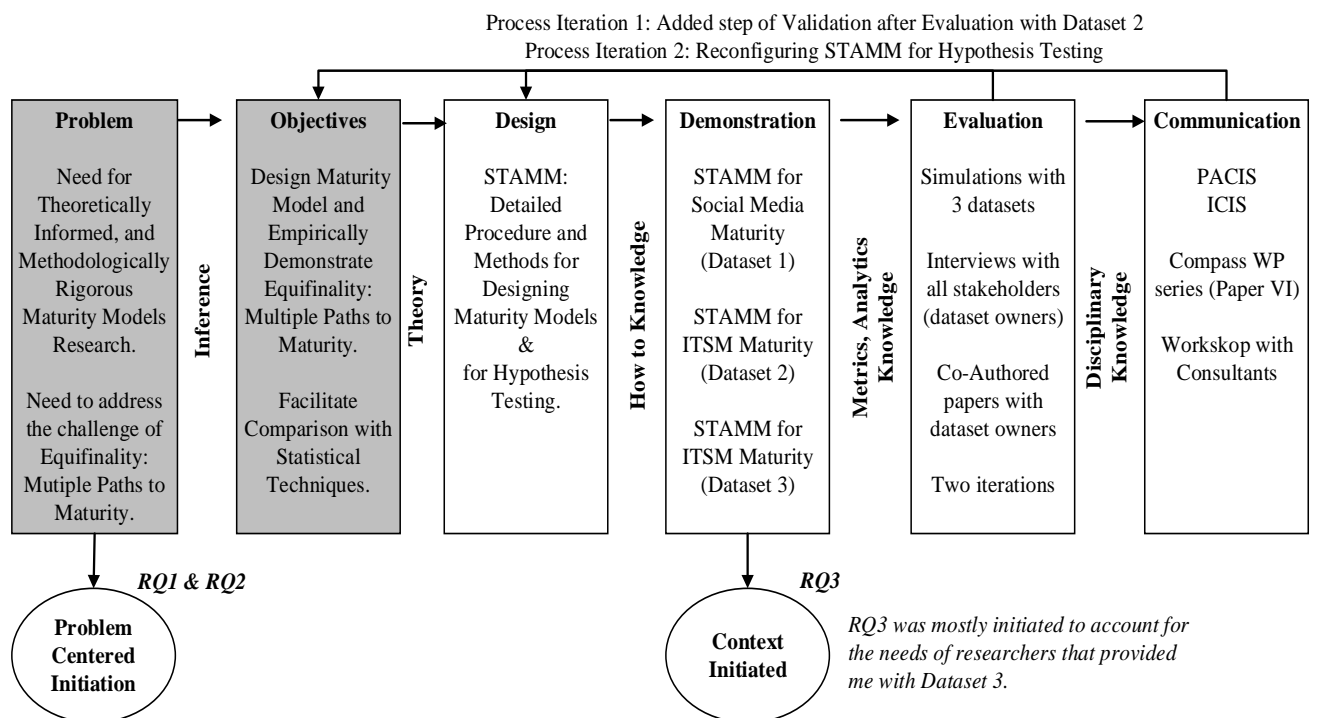 Process Iteration 1: Added step of Validation after Evaluation with Dataset 2
Process Iteration 2: Reconfiguring STAMM for Hypothesis Testing
Problem
Need for
Theoretically
Informed, and
Methodologically
Rigorous
Maturity Models
Research.
Need to address
the challenge of
Equifinality:
Mutiple Paths to
Maturity.
Inference
Objectives
Design Maturity
Model and
Empirically
Demonstrate
Equifinality:
Multiple Paths to
Maturity.
Facilitate
Comparison with
Statistical
Techniques.
Theory
Design
STAMM:
Detailed
Procedure and
Methods for
Designing
Maturity Models
&
for Hypothesis
Testing.
How to Knowledge
Demonstration
STAMM for
Social Media
Maturity
(Dataset 1)
STAMM for
ITSM Maturity
(Dataset 2)
STAMM for
ITSM Maturity
(Dataset 3)
Metrics, Analytics
Knowledge
Evaluation
Simulations with
3 datasets
Interviews with
all stakeholders
(dataset owners)
Co-Authored
papers with
dataset owners
Two iterations
Disciplinary
Knowledge
Communication
PACIS
ICIS
Compass WP
series (Paper VI)
Workskop with
Consultants
RQ1 & RQ2
Problem
Centered
Initiation
RQ3
Context
Initiated
RQ3 was mostly initiated to account for
the needs of researchers that provided
me with Dataset 3.